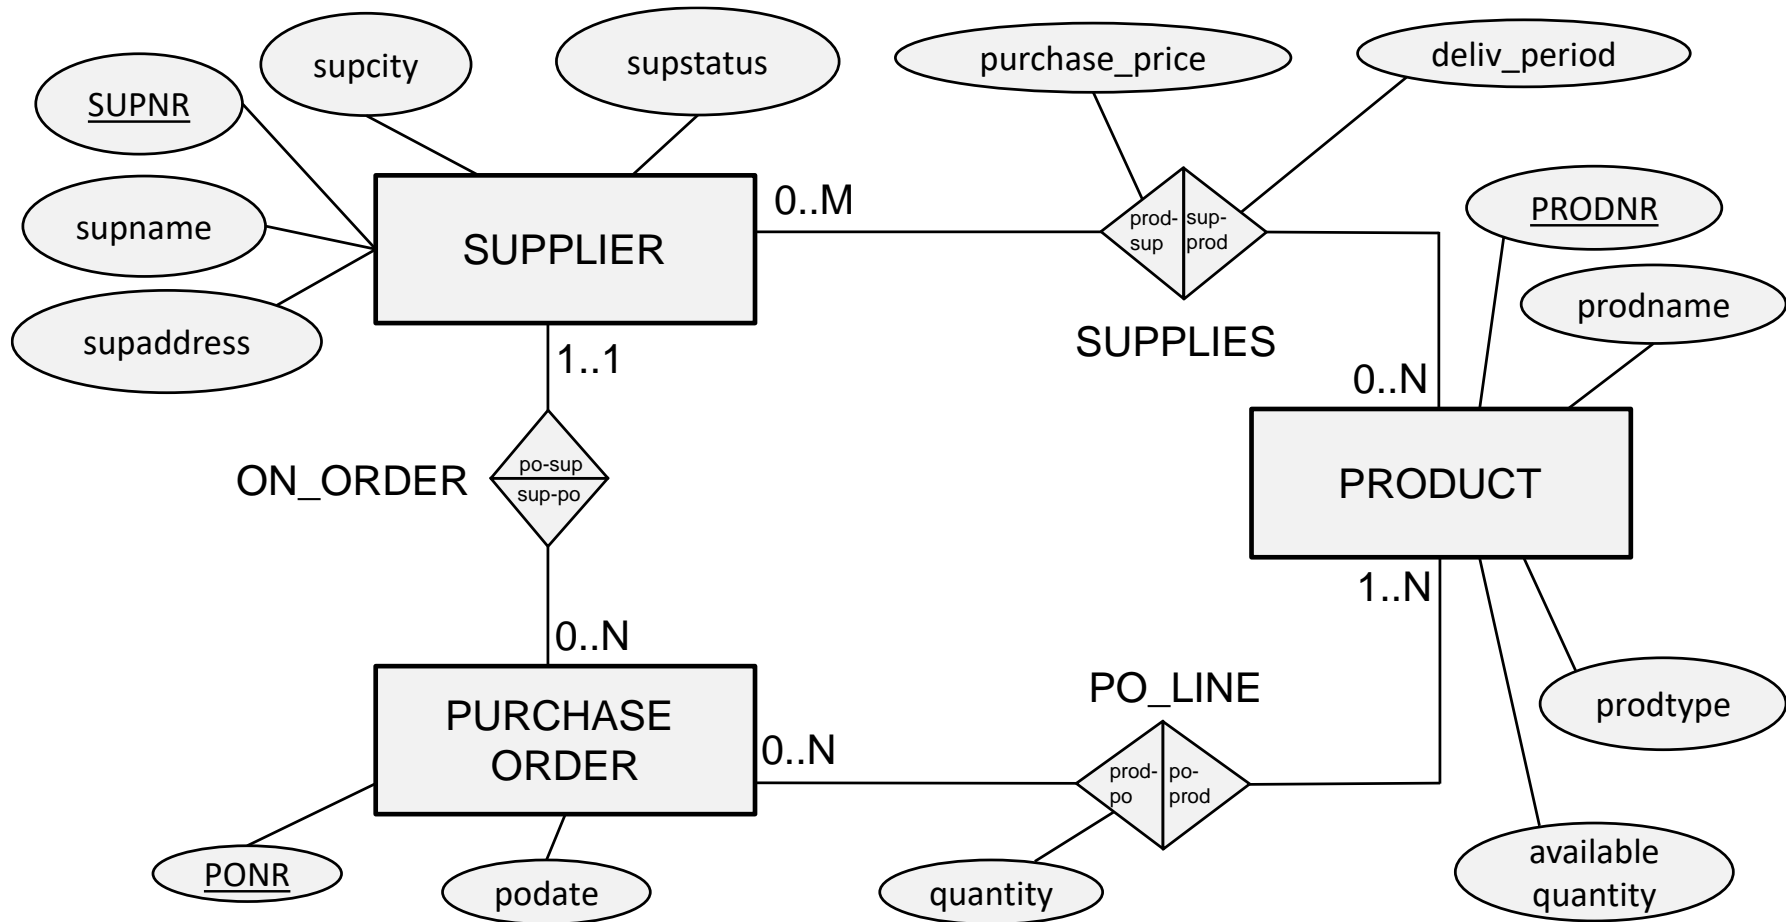 supcity
supstatus
purchase_price
deliv_period
SUPNR
supname
supaddress
SUPPLIER
0..M
prod-
sup
sup-
prod
SUPPLIES
PRODNR
prodname
0..N
1..1
ON_ORDER
po-sup
sup-po
PRODUCT
1..N
0..N
PURCHASE
ORDER
0..N
PO_LINE
prod-
po
po-
prod
prodtype
PONR
podate
quantity
available
quantity